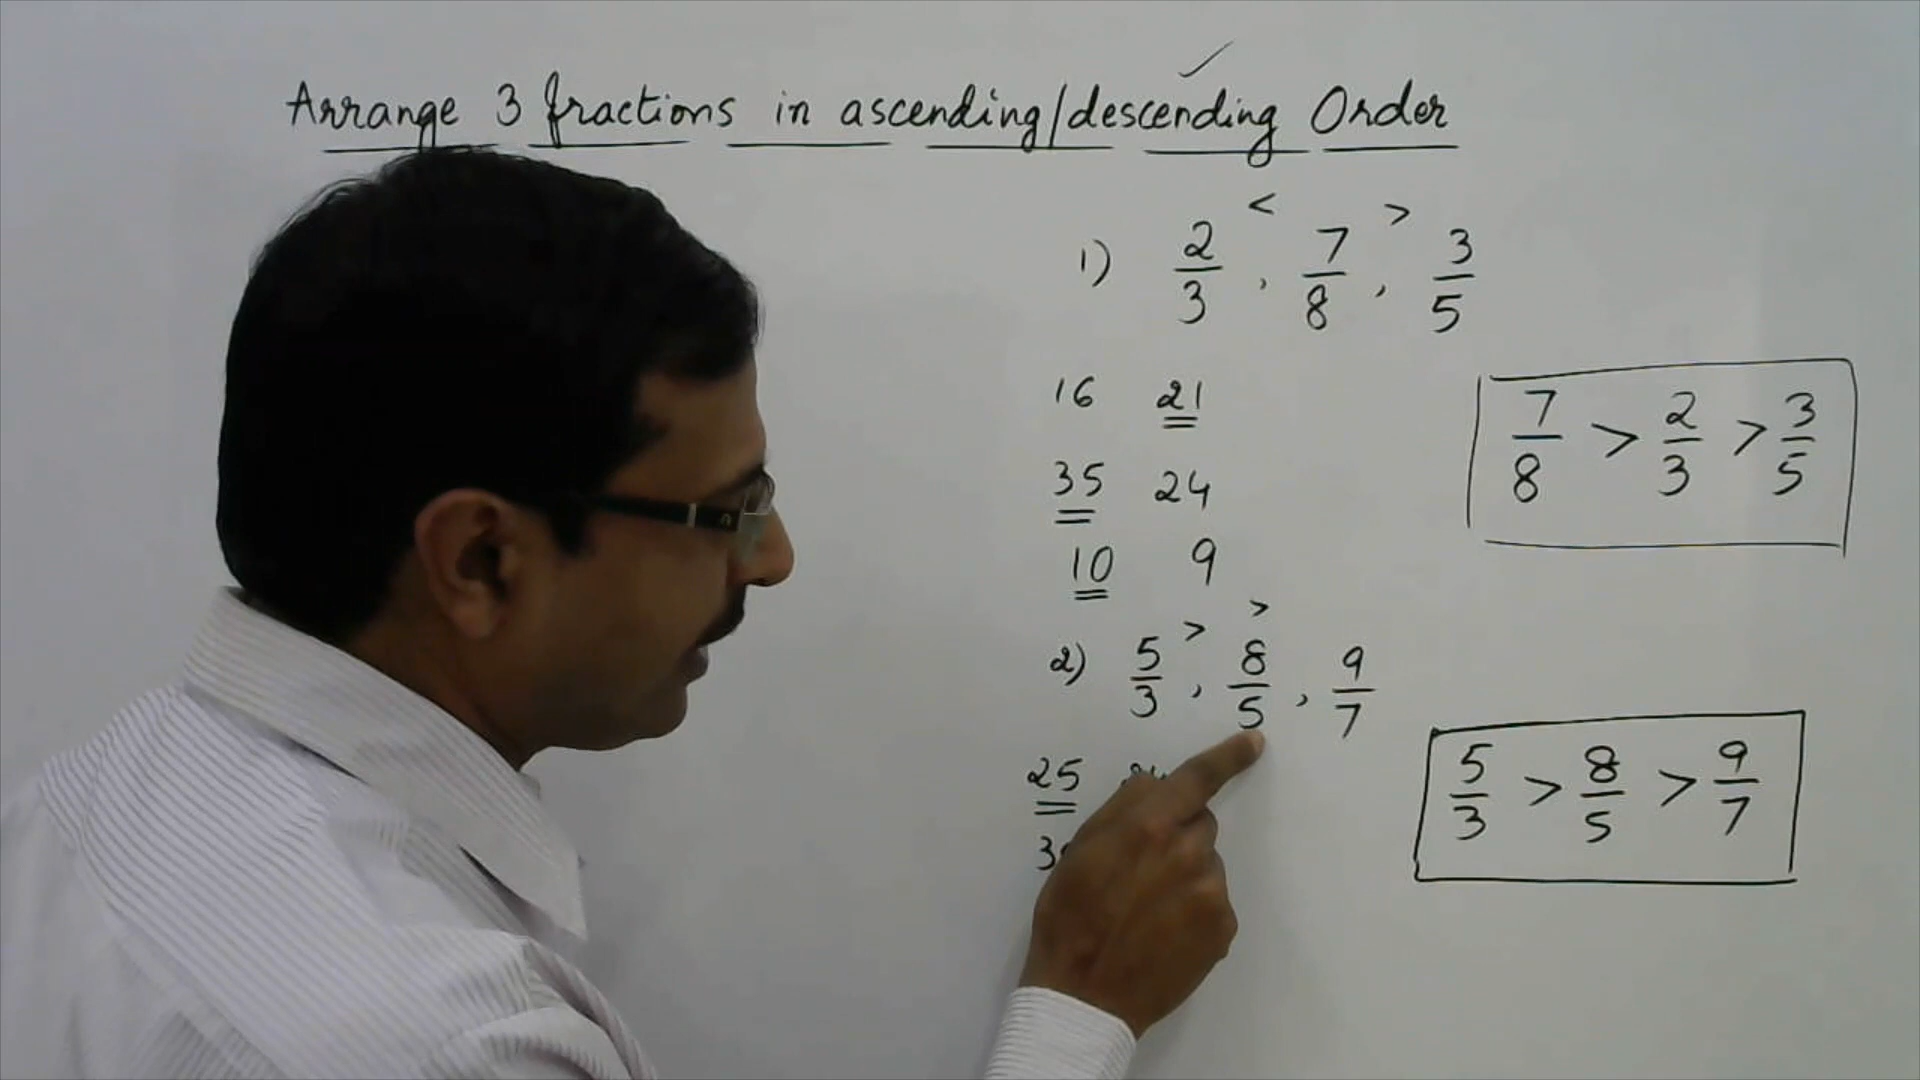 Arrange 3 fractions in ascending/descending Order
< >
1) 2/3 , 7/8 , 3/5
16 21
35 24
10 9
7/8 > 2/3 > 3/5
> >
2) 5/3 , 8/5 , 9/7
25
5/3 > 8/5 > 9/7